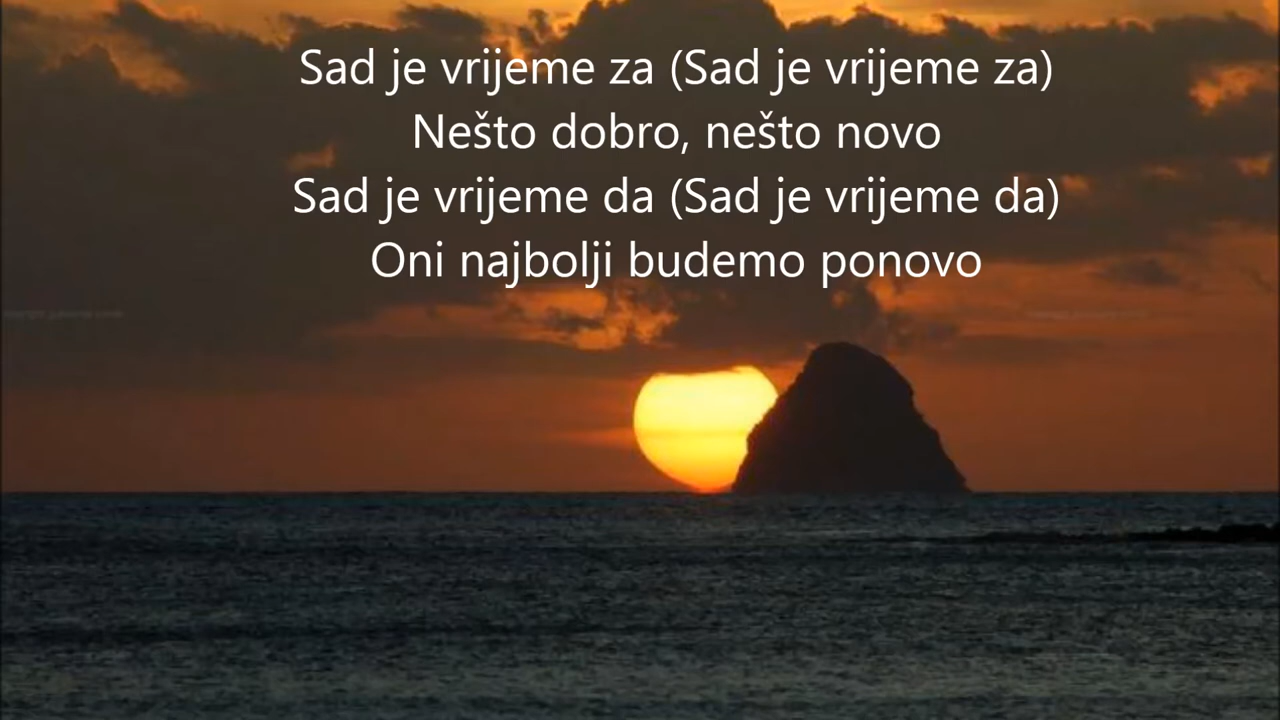 Sad je vrijeme za (Sad je vrijeme za)
Nešto dobro, nešto novo
Sad je vrijeme da (Sad je vrijeme da)
Oni najbolji budemo ponovo